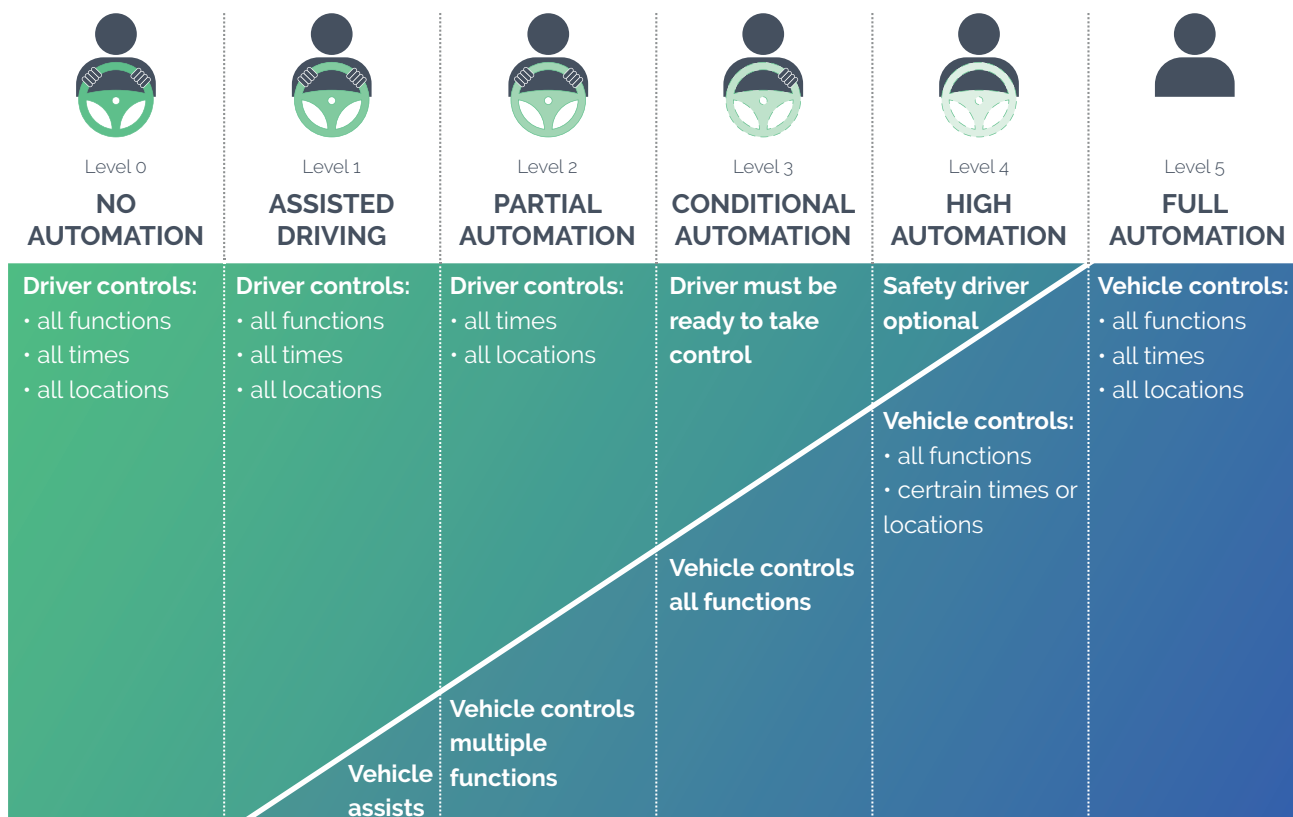 Level 0
NO
AUTOMATION
Driver controls:
• all functions
• all times
• all locations
Level 1
ASSISTED
DRIVING
Driver controls:
• all functions
• all times
• all locations
Vehicle
assists
Level 2
PARTIAL
AUTOMATION
Driver controls:
• all times
• all locations
Vehicle controls
multiple
functions
Level 3
CONDITIONAL
AUTOMATION
Driver must be
ready to take
control
Vehicle controls
all functions
Level 4
HIGH
AUTOMATION
Safety driver
optional
Vehicle controls:
• all functions
• certrain times or
locations
Level 5
FULL
AUTOMATION
Vehicle controls:
• all functions
• all times
• all locations